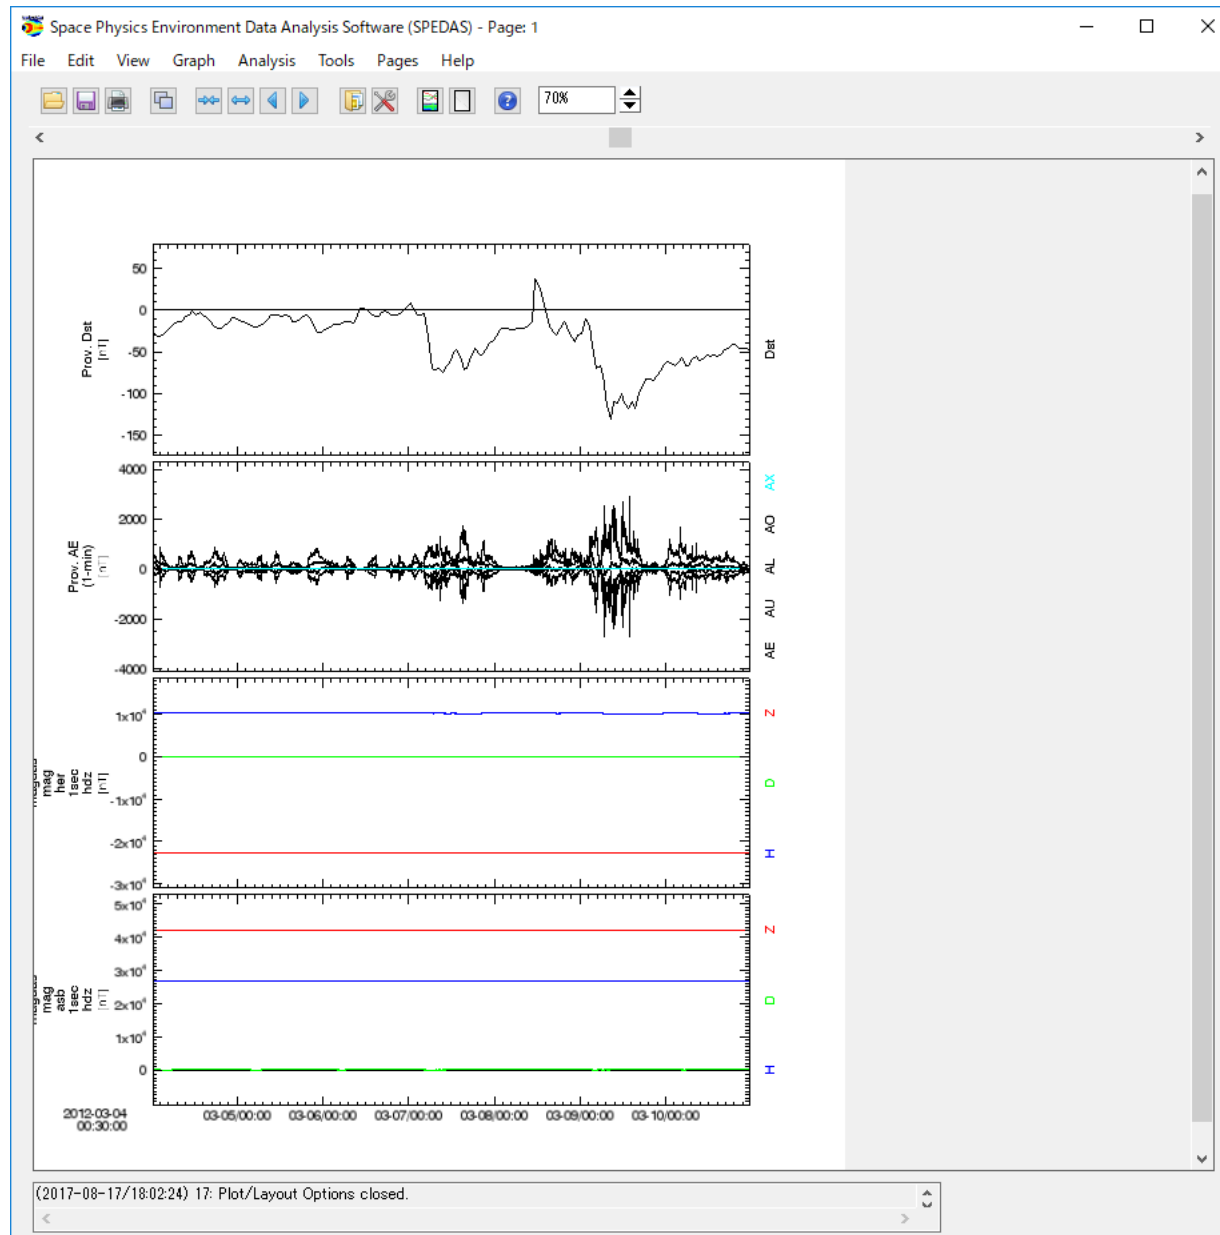 Space Physics Environment Data Analysis Software (SPEDAS) - Page: 1
File Edit View Graph Analysis Tools Pages Help
70%
50
0
-50
-100
-150
Prov. Dst
[nT]
Dst
4000
2000
0
-2000
-4000
Prov. AE
(1-min)
[nT]
AX
AO
AL
AU
AE
1x10⁴
0
-1x10⁴
-2x10⁴
-3x10⁴
mag
her
1sec
hdz
[nT]
Z
D
H
5x10⁴
4x10⁴
3x10⁴
2x10⁴
1x10⁴
0
mag
asb
1sec
hdz
[nT]
Z
D
H
2012-03-04
00:30:00
03-05/00:00 03-06/00:00 03-07/00:00 03-08/00:00 03-09/00:00 03-10/00:00
(2017-08-17/18:02:24) 17: Plot/Layout Options closed.